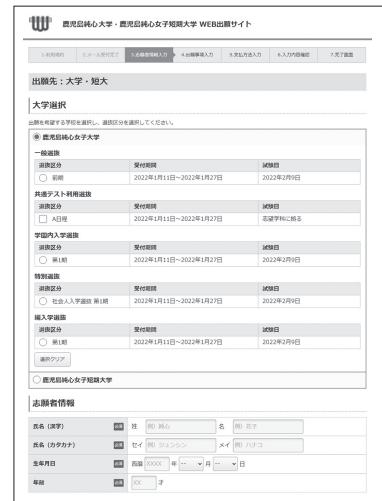 鹿児島純心大学・鹿児島純心女子短期大学 WEB出願サイト
1.利用規約 2.メール受付完了 3.志願者情報入力 4.出願事項入力 5.支払方法入力 6.入力内容確認 7.完了画面
出願先：大学・短大
大学選択
出願を希望する学校を選択し、選抜区分を選択してください。
鹿児島純心女子大学
一般選抜
選抜区分 受付期間 試験日
前期 2022年1月11日～2022年1月27日 2022年2月9日
共通テスト利用選抜
選抜区分 受付期間 試験日
A日程 2022年1月11日～2022年1月27日 志望学科に拠る
学園内入学選抜
選抜区分 受付期間 試験日
第1期 2022年1月11日～2022年1月27日 2022年2月9日
特別選抜
選抜区分 受付期間 試験日
社会人入学選抜 第1期 2022年1月11日～2022年1月27日 2022年2月9日
編入学選抜
選抜区分 受付期間 試験日
第1期 2022年1月11日～2022年1月27日 2022年2月9日
選択クリア
鹿児島純心女子短期大学
志願者情報
氏名（漢字） 必須 姓 例）純心 名 例）花子
氏名（カタカナ） 必須 セイ 例）ジュンシン メイ 例）ハナコ
生年月日 必須 西暦 XXXX 年 -- 月 -- 日
年齢 必須 XX 才